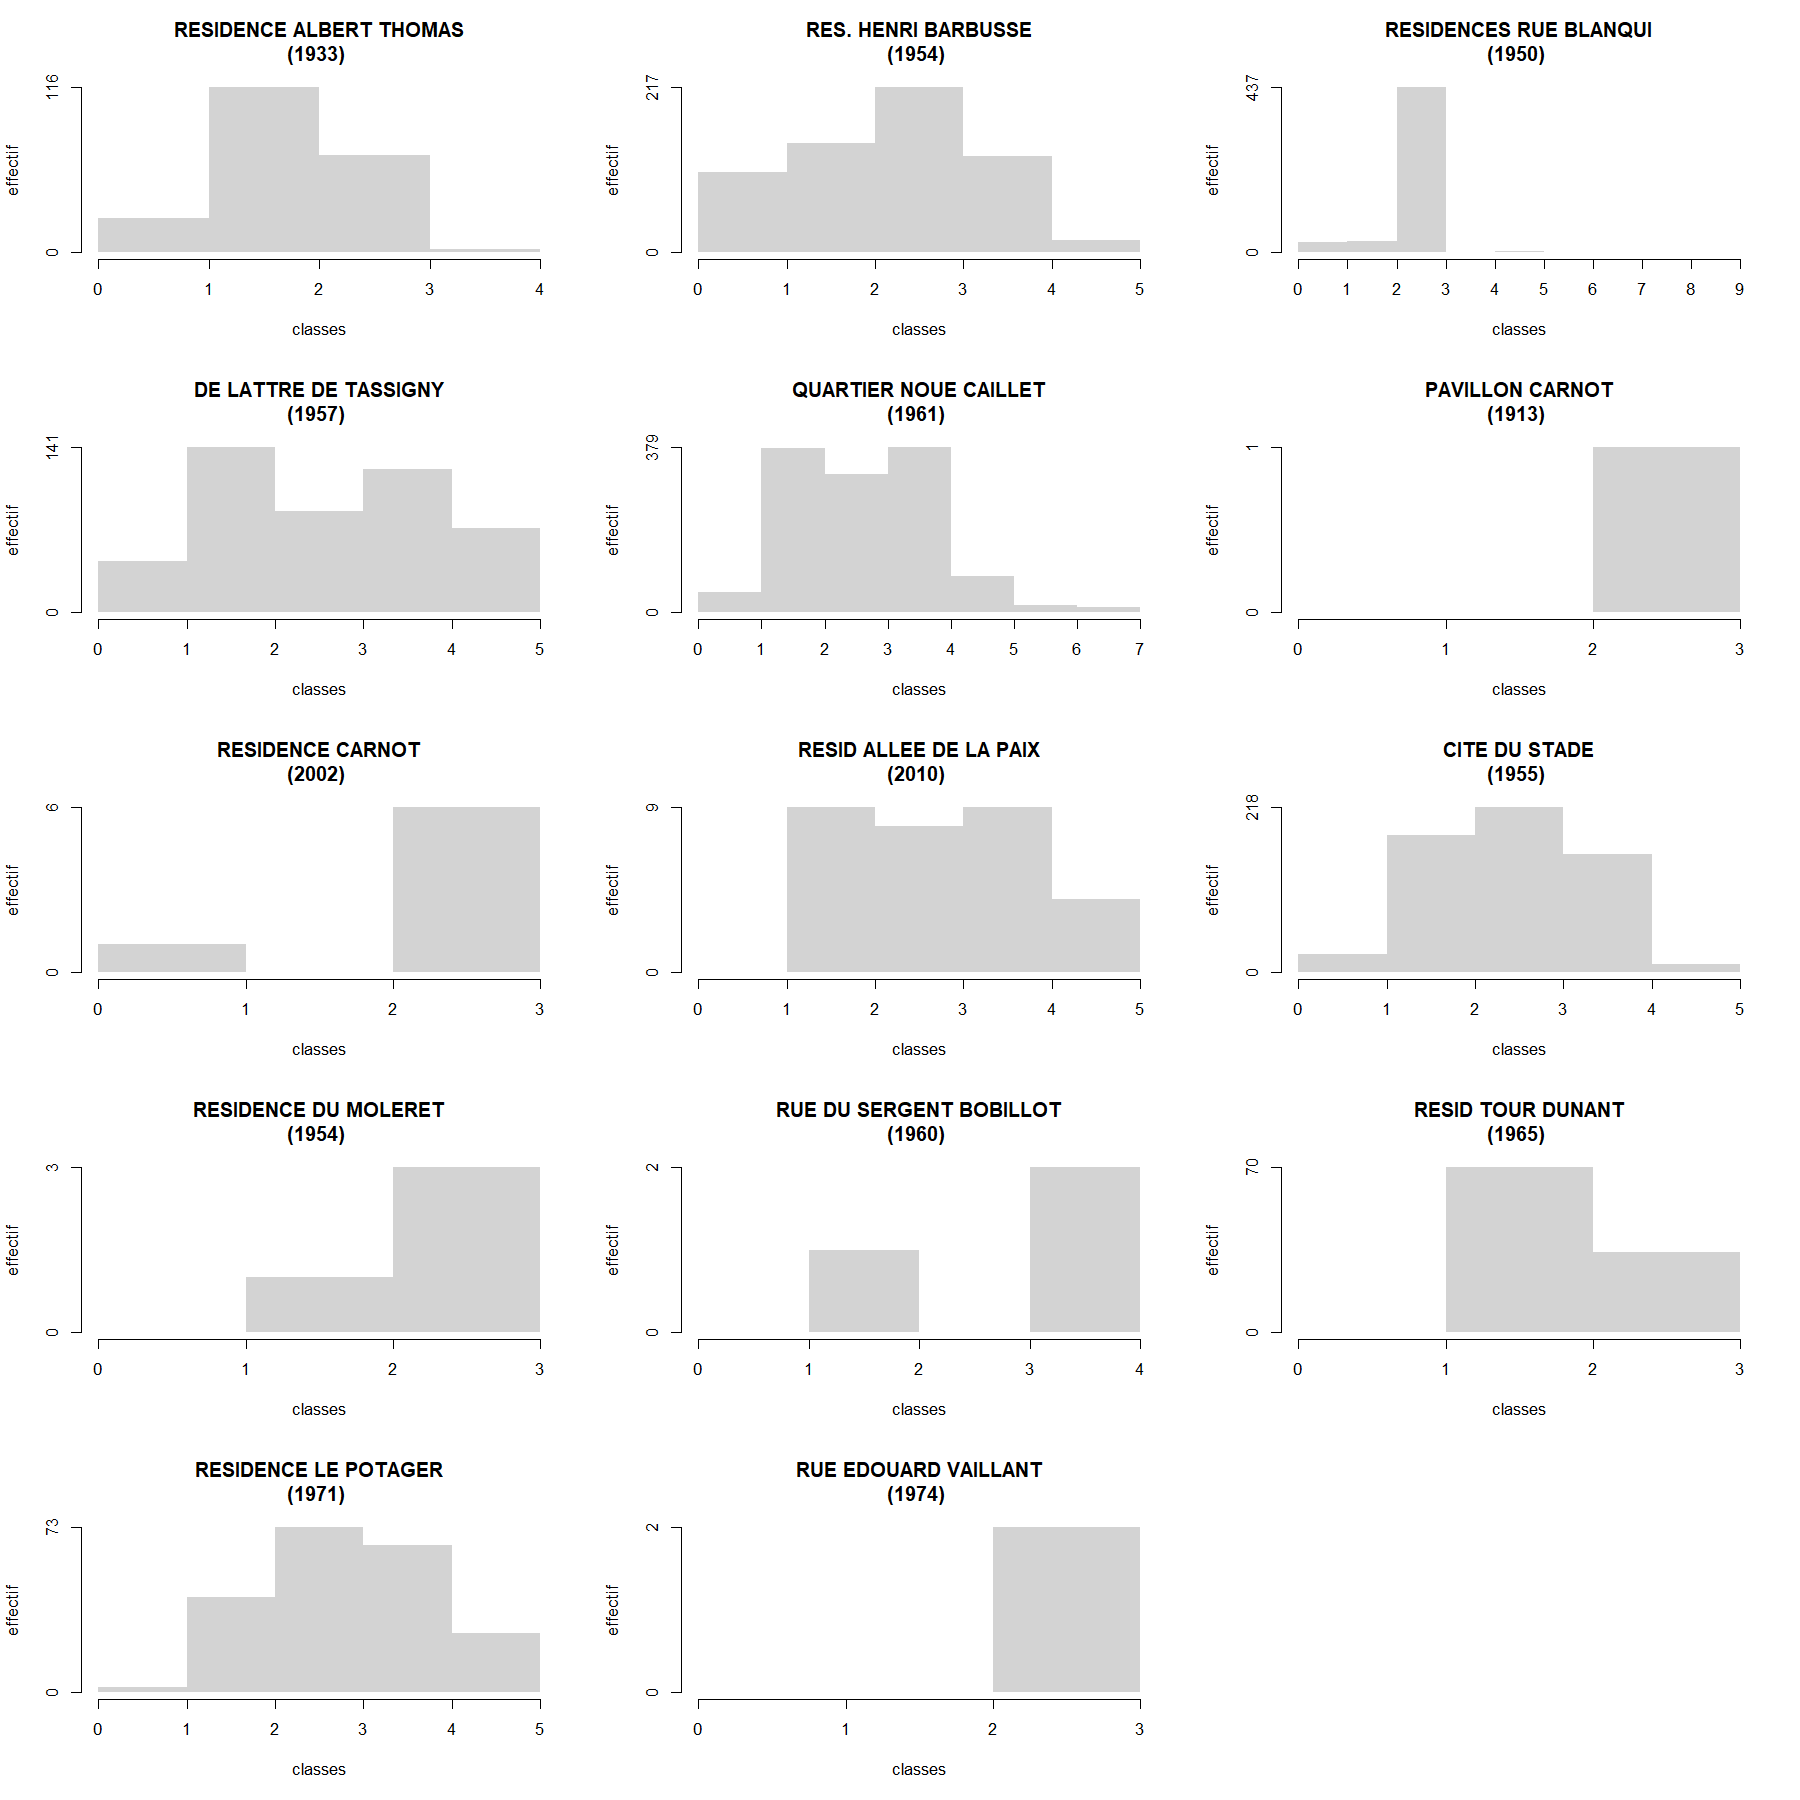 RESIDENCE ALBERT THOMAS
(1933)
effectif
116
0
0 1 2 3 4
classes
RES. HENRI BARBUSSE
(1954)
effectif
217
0
0 1 2 3 4 5
classes
RESIDENCES RUE BLANQUI
(1950)
effectif
437
0
0 1 2 3 4 5 6 7 8 9
classes
DE LATTRE DE TASSIGNY
(1957)
effectif
141
0
0 1 2 3 4 5
classes
QUARTIER NOUE CAILLET
(1961)
effectif
379
0
0 1 2 3 4 5 6 7
classes
PAVILLON CARNOT
(1913)
effectif
1
0
0 1 2 3
classes
RESIDENCE CARNOT
(2002)
effectif
6
0
0 1 2 3
classes
RESID ALLEE DE LA PAIX
(2010)
effectif
9
0
0 1 2 3 4 5
classes
CITE DU STADE
(1955)
effectif
218
0
0 1 2 3 4 5
classes
RESIDENCE DU MOLERET
(1954)
effectif
3
0
0 1 2 3
classes
RUE DU SERGENT BOBILLOT
(1960)
effectif
2
0
0 1 2 3 4
classes
RESID TOUR DUNANT
(1965)
effectif
70
0
0 1 2 3
classes
RESIDENCE LE POTAGER
(1971)
effectif
73
0
0 1 2 3 4 5
classes
RUE EDOUARD VAILLANT
(1974)
effectif
2
0
0 1 2 3
classes